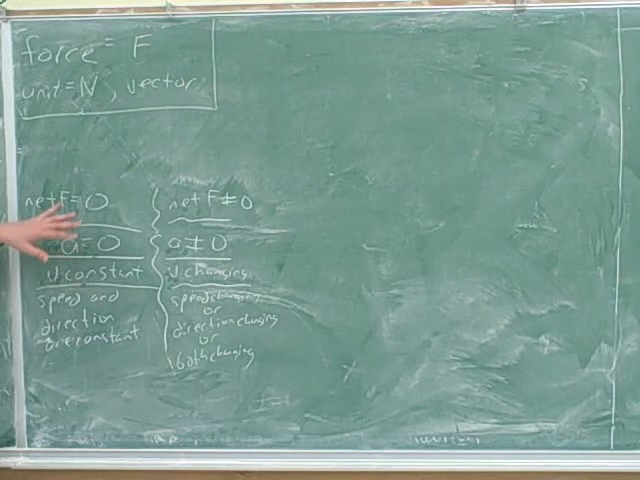 force = F
unit = N, vector
net F = 0
a = 0
v constant
speed and
direction
are constant
net F ≠ 0
a ≠ 0
v changing
speed changing
or
direction changing
or
both changing